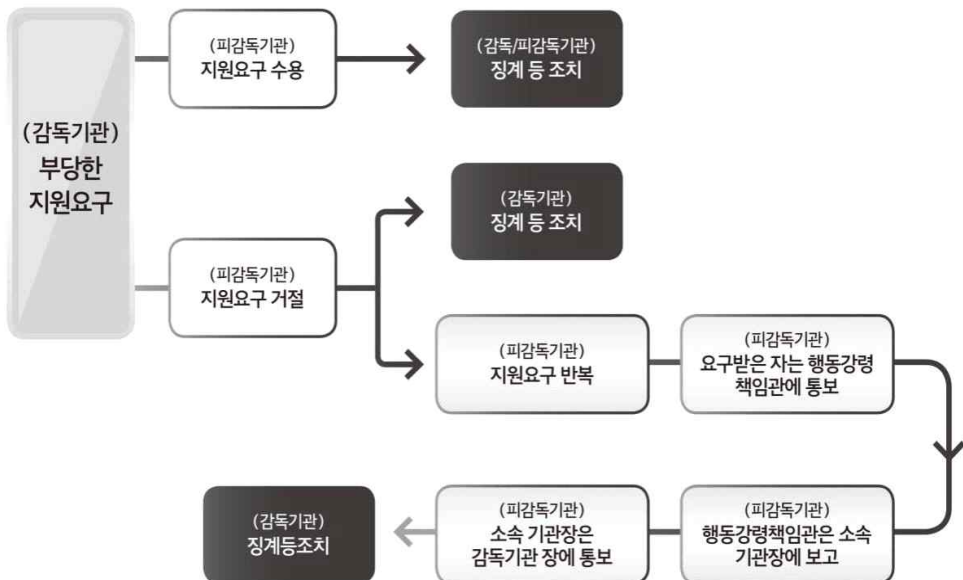 (감독기관)
부당한
지원요구
(피감독기관)
지원요구 수용
(감독/피감독기관)
징계 등 조치
(피감독기관)
지원요구 거절
(감독기관)
징계 등 조치
(피감독기관)
지원요구 반복
(피감독기관)
요구받은 자는 행동강령
책임관에 통보
(피감독기관)
행동강령책임관은 소속
기관장에 보고
(피감독기관)
소속 기관장은
감독기관 장에 통보
(감독기관)
징계등조치